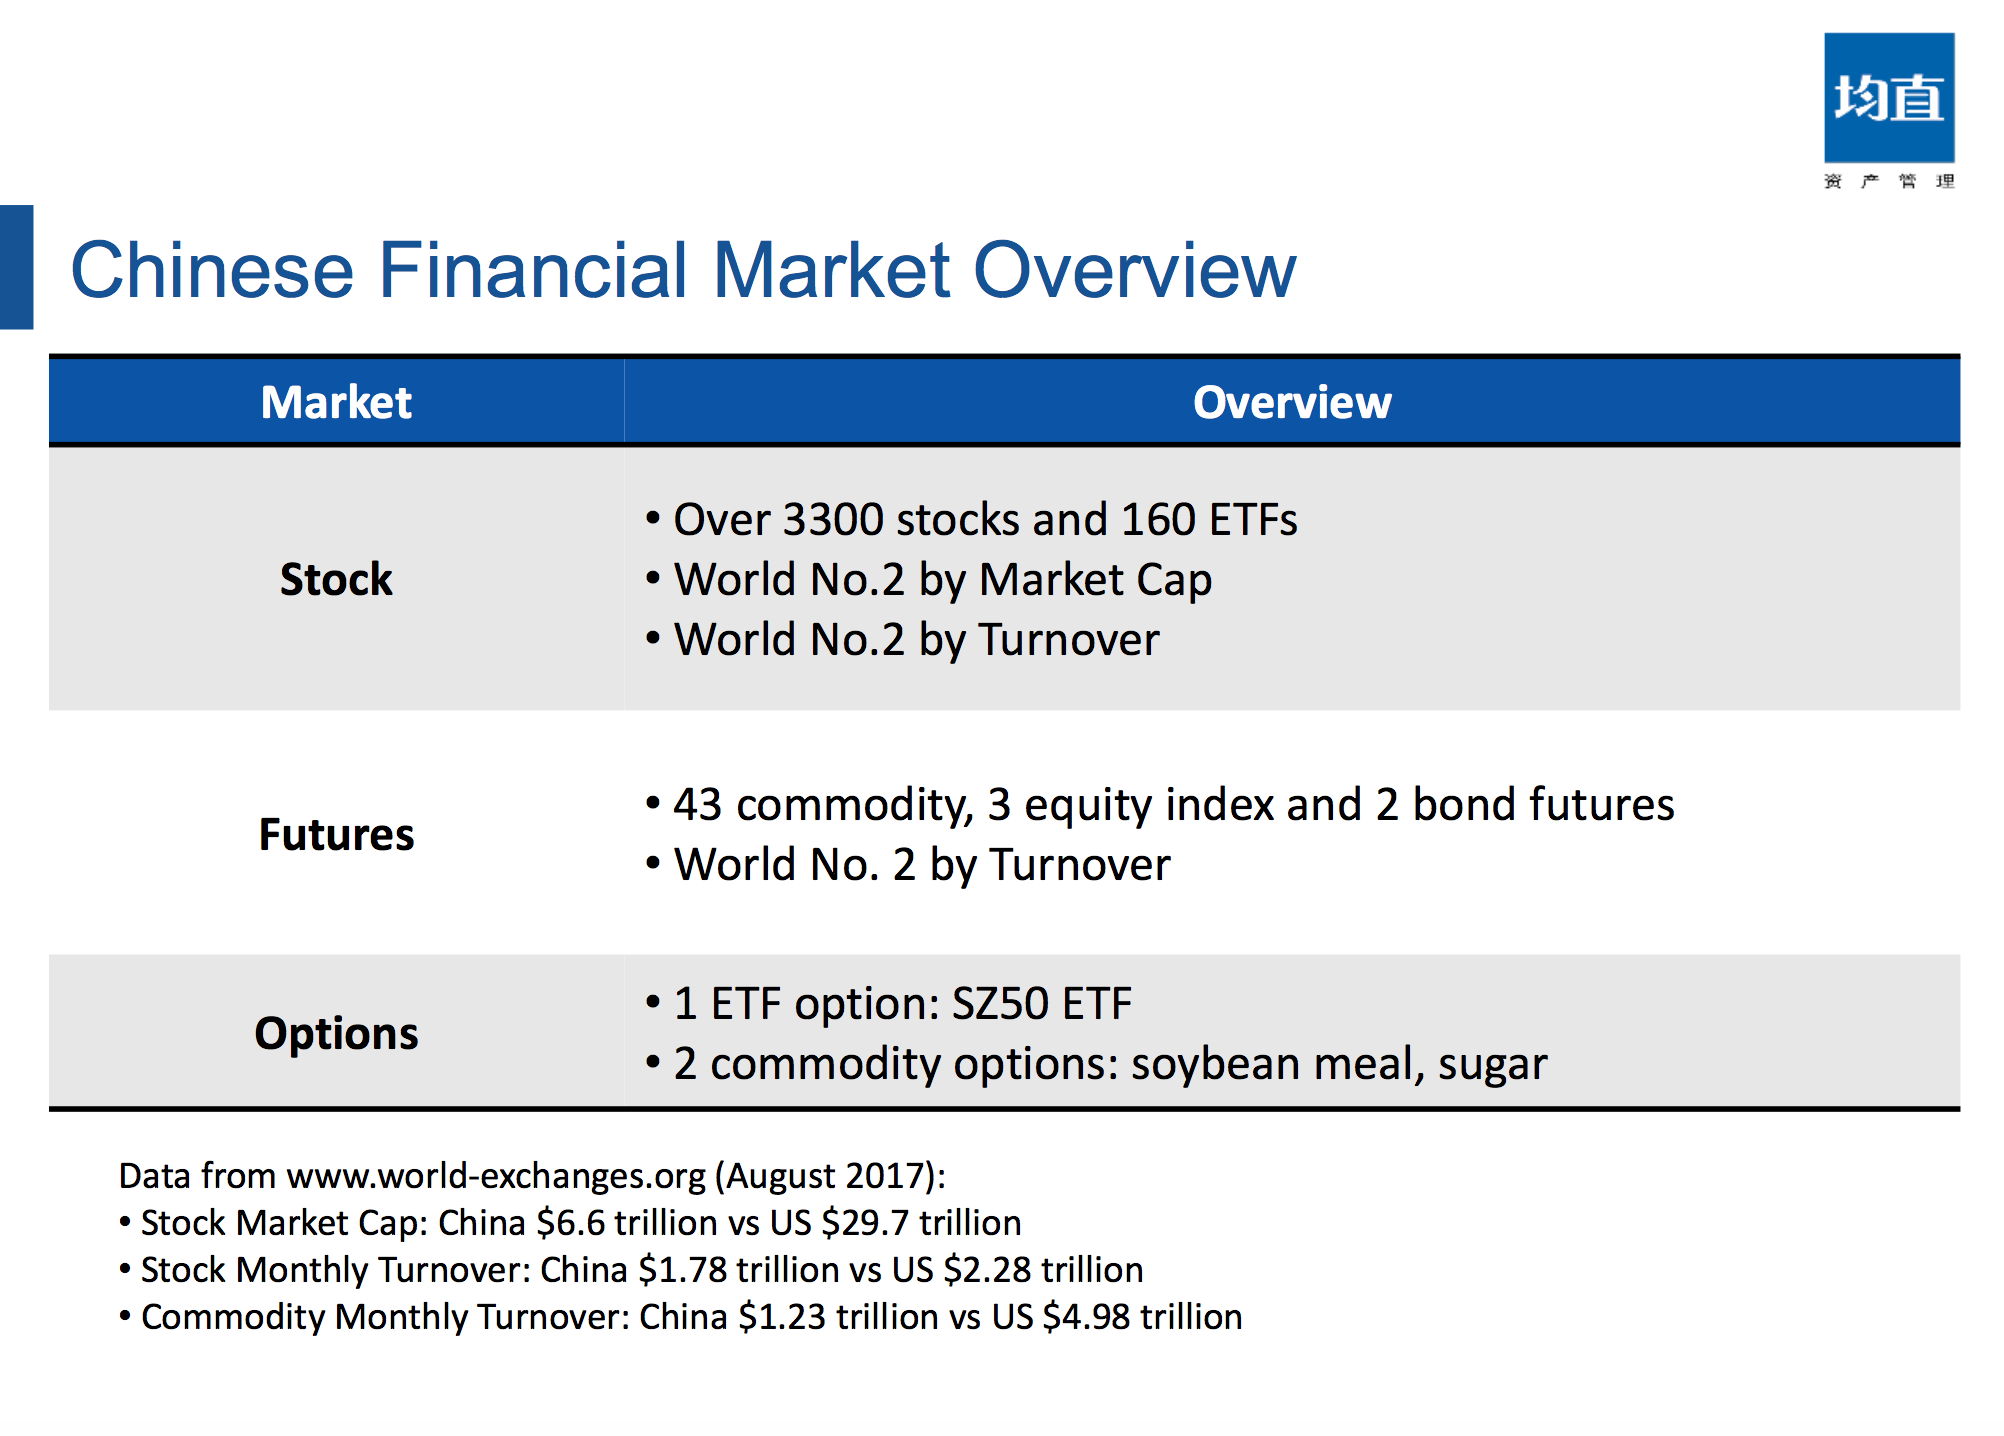 均直
资产管理
Chinese Financial Market Overview
Market
Overview
Stock
• Over 3300 stocks and 160 ETFs
• World No.2 by Market Cap
• World No.2 by Turnover
Futures
• 43 commodity, 3 equity index and 2 bond futures
• World No. 2 by Turnover
Options
• 1 ETF option: SZ50 ETF
• 2 commodity options: soybean meal, sugar
Data from www.world-exchanges.org (August 2017):
• Stock Market Cap: China $6.6 trillion vs US $29.7 trillion
• Stock Monthly Turnover: China $1.78 trillion vs US $2.28 trillion
• Commodity Monthly Turnover: China $1.23 trillion vs US $4.98 trillion